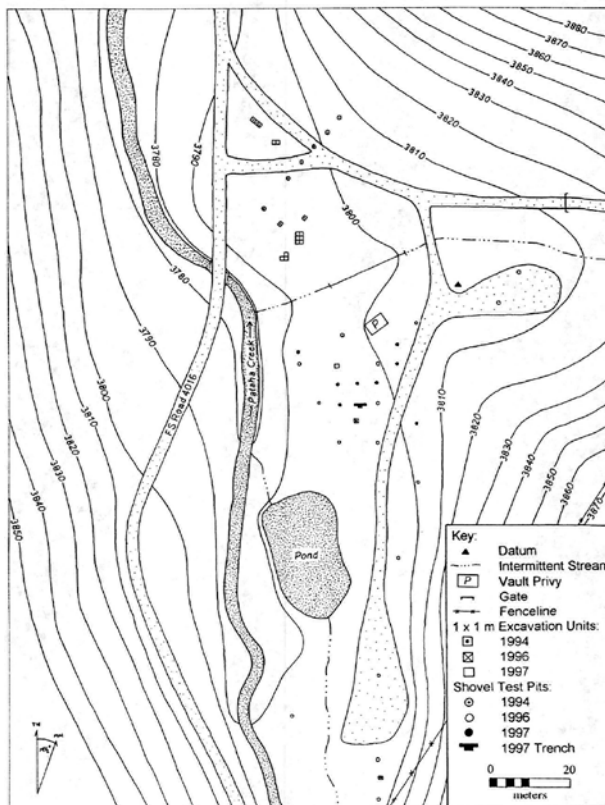 3880
3870
3860
3850
3840
3830
3820
3810
3780
3790
3800
3780
3790
3800
3810
3820
3830
3840
3850
FS Road 4016
Pataha Creek
P
3810
3820
3830
3840
3850
3860
3870
Pond
Key:
Datum
Intermittent Stream
P Vault Privy
Gate
Fenceline
1 x 1 m Excavation Units:
1994
1996
1997
Shovel Test Pits:
1994
1996
1997
1997 Trench
0 20
meters